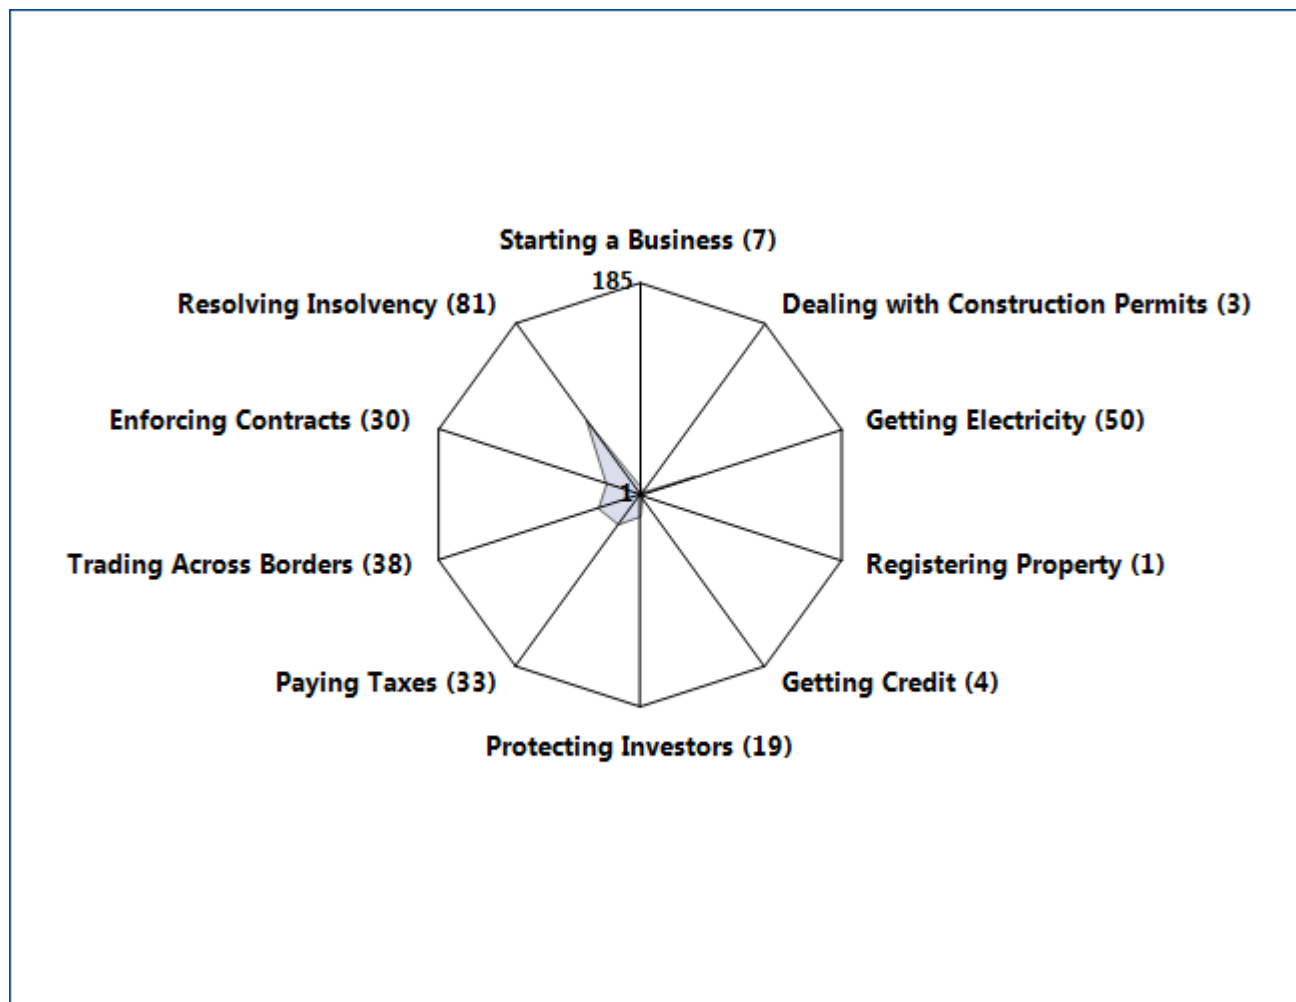 Starting a Business (7)
185
Resolving Insolvency (81)
Dealing with Construction Permits (3)
Enforcing Contracts (30)
Getting Electricity (50)
1
Trading Across Borders (38)
Registering Property (1)
Paying Taxes (33)
Getting Credit (4)
Protecting Investors (19)